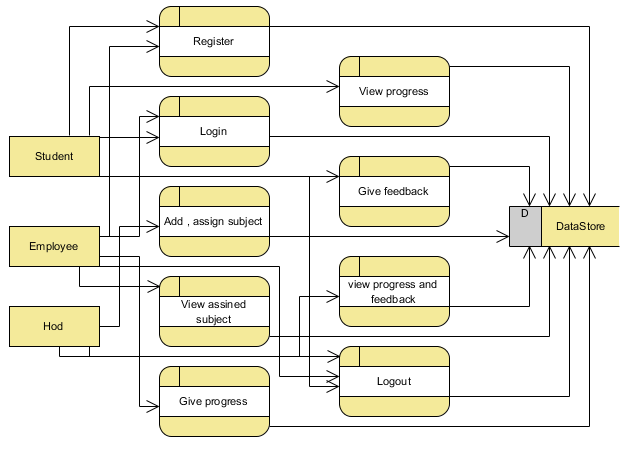 Register
View progress
Login
Student
Give feedback
D
Add , assign subject
DataStore
Employee
view progress and
feedback
View assined
subject
Hod
Logout
Give progress